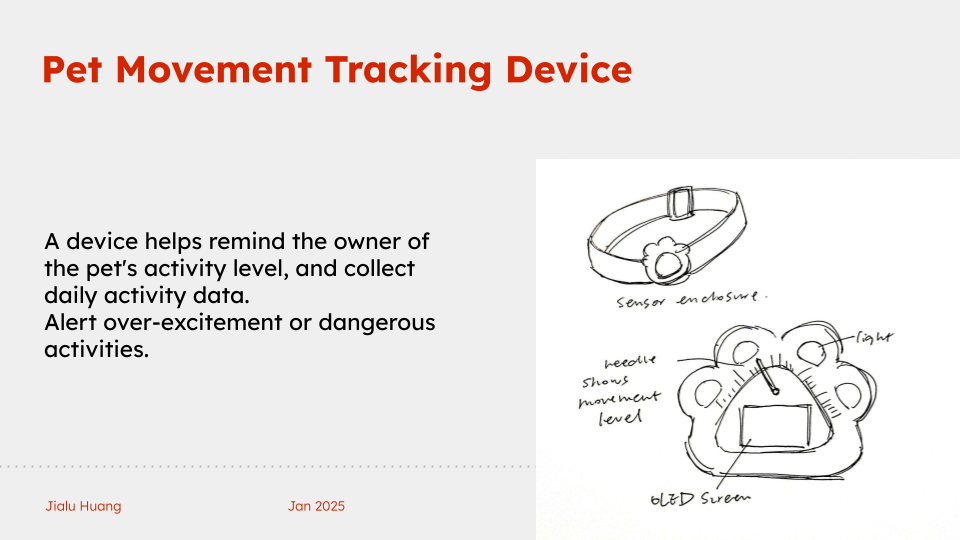 Pet Movement Tracking Device
A device helps remind the owner of
the pet's activity level, and collect
daily activity data.
Alert over-excitement or dangerous
activities.
sensor enclosure.
light
needle
shows
movement
level
OLED Screen
Jialu Huang
Jan 2025